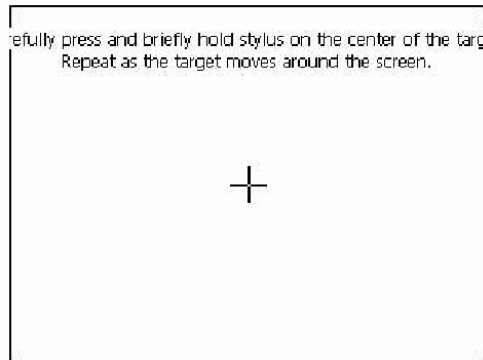 efully press and briefly hold stylus on the center of the targ
Repeat as the target moves around the screen.